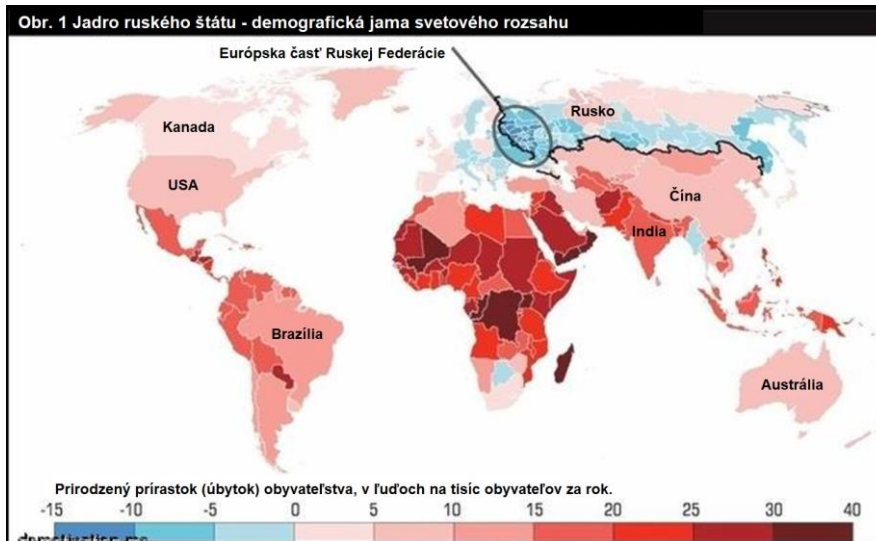 Obr. 1 Jadro ruského štátu - demografická jama svetového rozsahu
Európska časť Ruskej Federácie
Rusko
Kanada
USA
Čína
India
Brazília
Austrália
Prirodzený prírastok (úbytok) obyvateľstva, v ľuďoch na tisíc obyvateľov za rok.
-15 -10 -5 0 5 10 15 20 25 30 40